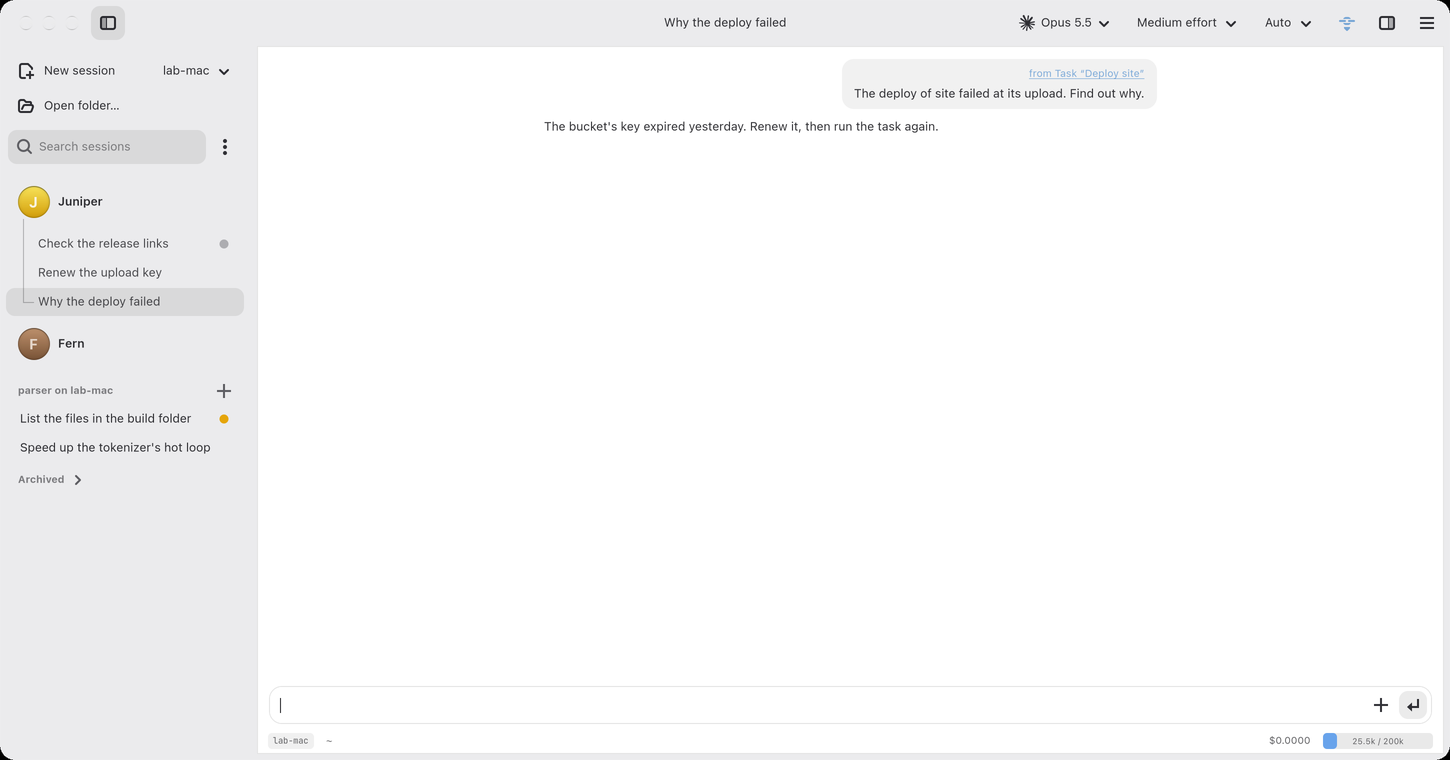 Why the deploy failed
Opus 5.5
Medium effort
Auto
New session
lab-mac
Open folder...
Search sessions
J
Juniper
Check the release links
Renew the upload key
Why the deploy failed
F
Fern
parser on lab-mac
List the files in the build folder
Speed up the tokenizer's hot loop
Archived
from Task "Deploy site"
The deploy of site failed at its upload. Find out why.
The bucket's key expired yesterday. Renew it, then run the task again.
lab-mac
~
$0.0000
25.5k / 200k